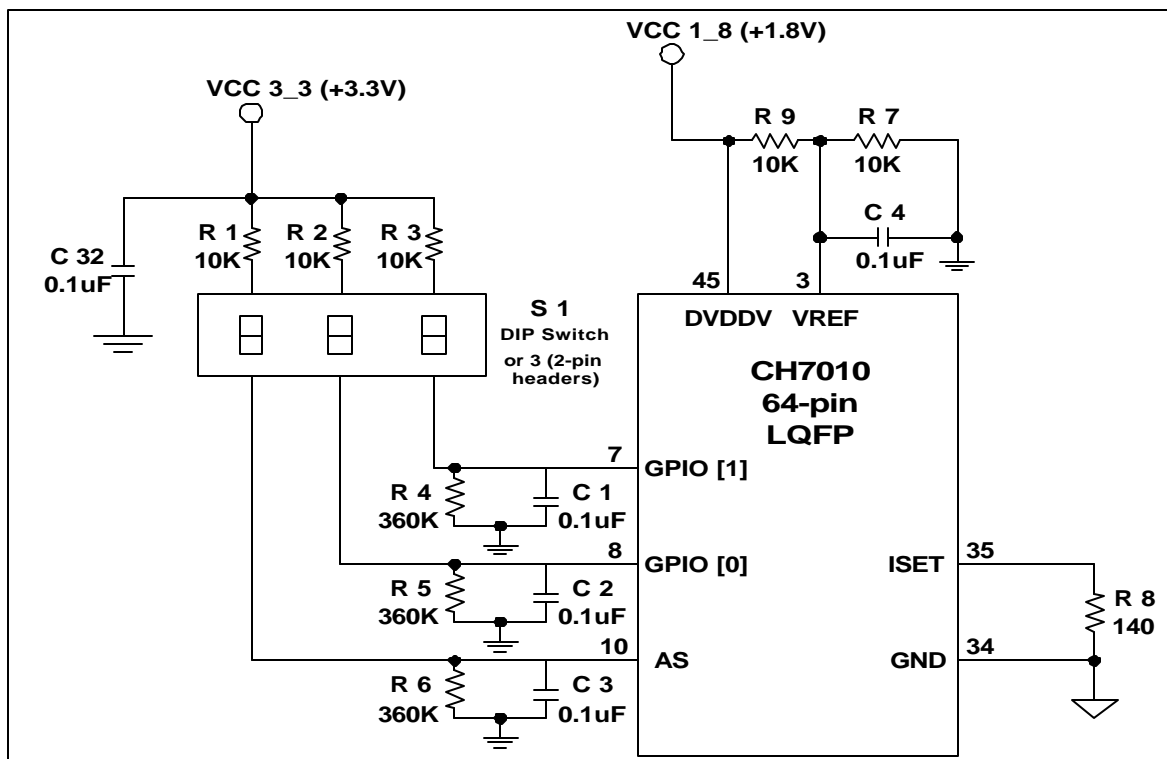 VCC 1_8 (+1.8V)
VCC 3_3 (+3.3V)
R 9
10K
R 7
10K
C 4
0.1uF
C 32
0.1uF
R 1
10K
R 2
10K
R 3
10K
S 1
DIP Switch
or 3 (2-pin
headers)
45
3
DVDDV
VREF
CH7010
64-pin
LQFP
7
GPIO [1]
R 4
360K
C 1
0.1uF
8
GPIO [0]
R 5
360K
C 2
0.1uF
10
AS
R 6
360K
C 3
0.1uF
ISET
35
R 8
140
GND
34